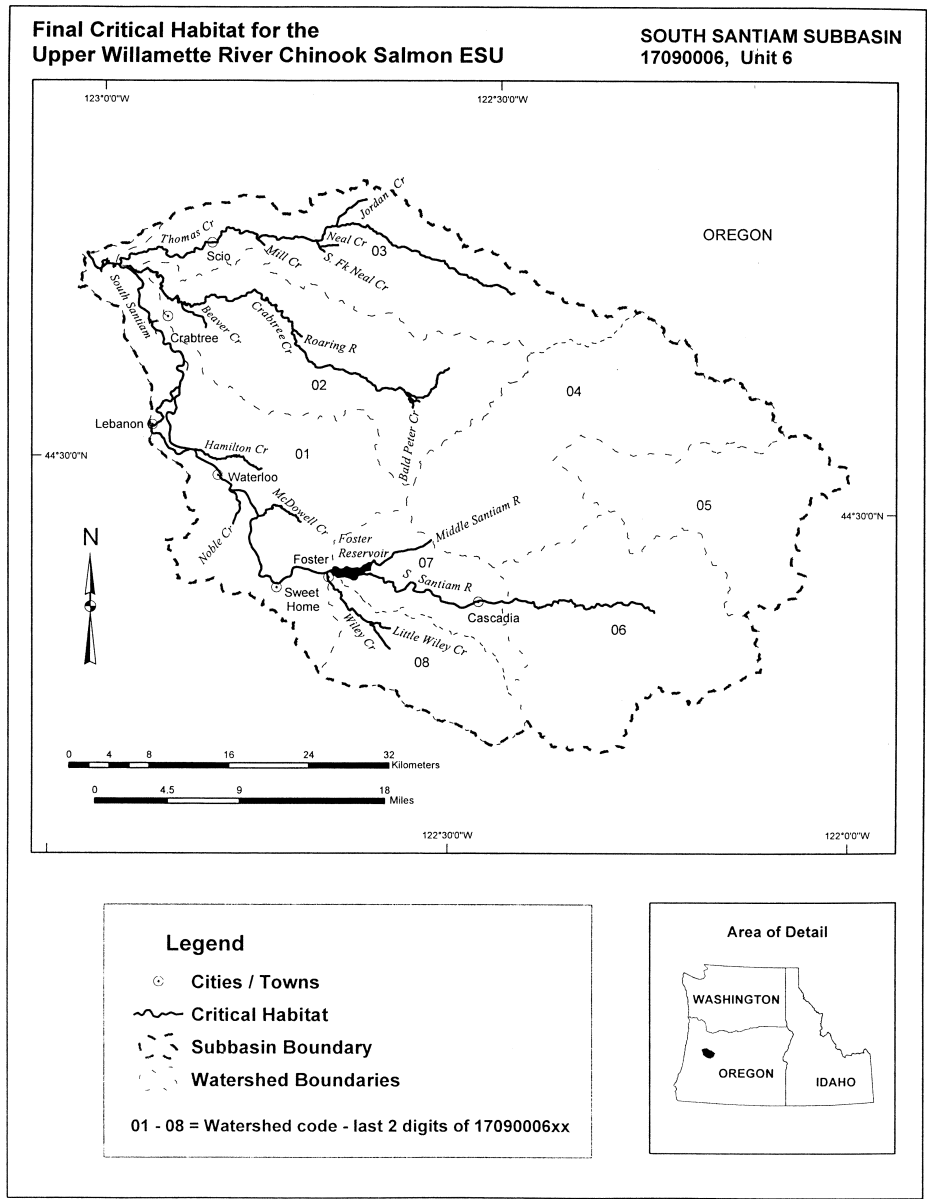 Final Critical Habitat for the
Upper Willamette River Chinook Salmon ESU
SOUTH SANTIAM SUBBASIN
17090006, Unit 6
123°0'0"W
122°30'0"W
OREGON
Jordan Cr
Thomas Cr
Scio
Neal Cr
03
Mill Cr
S. Fk Neal Cr
South Santiam
Beaver Cr
Crabtree
Crabtree Cr
Roaring R
02
04
Lebanon
Bald Peter Cr
44°30'0"N
Hamilton Cr
01
Waterloo
McDowell Cr
05
44°30'0"N
Noble Cr
N
Middle Santiam R
Foster
Reservoir
Foster
07
S. Santiam R
Sweet
Home
Cascadia
06
Wiley Cr
Little Wiley Cr
08
0 4 8 16 24 32
Kilometers
0 4.5 9 18
Miles
122°30'0"W
122°0'0"W
Legend
Cities / Towns
Critical Habitat
Subbasin Boundary
Watershed Boundaries
01 - 08 = Watershed code - last 2 digits of 17090006xx
Area of Detail
WASHINGTON
OREGON
IDAHO